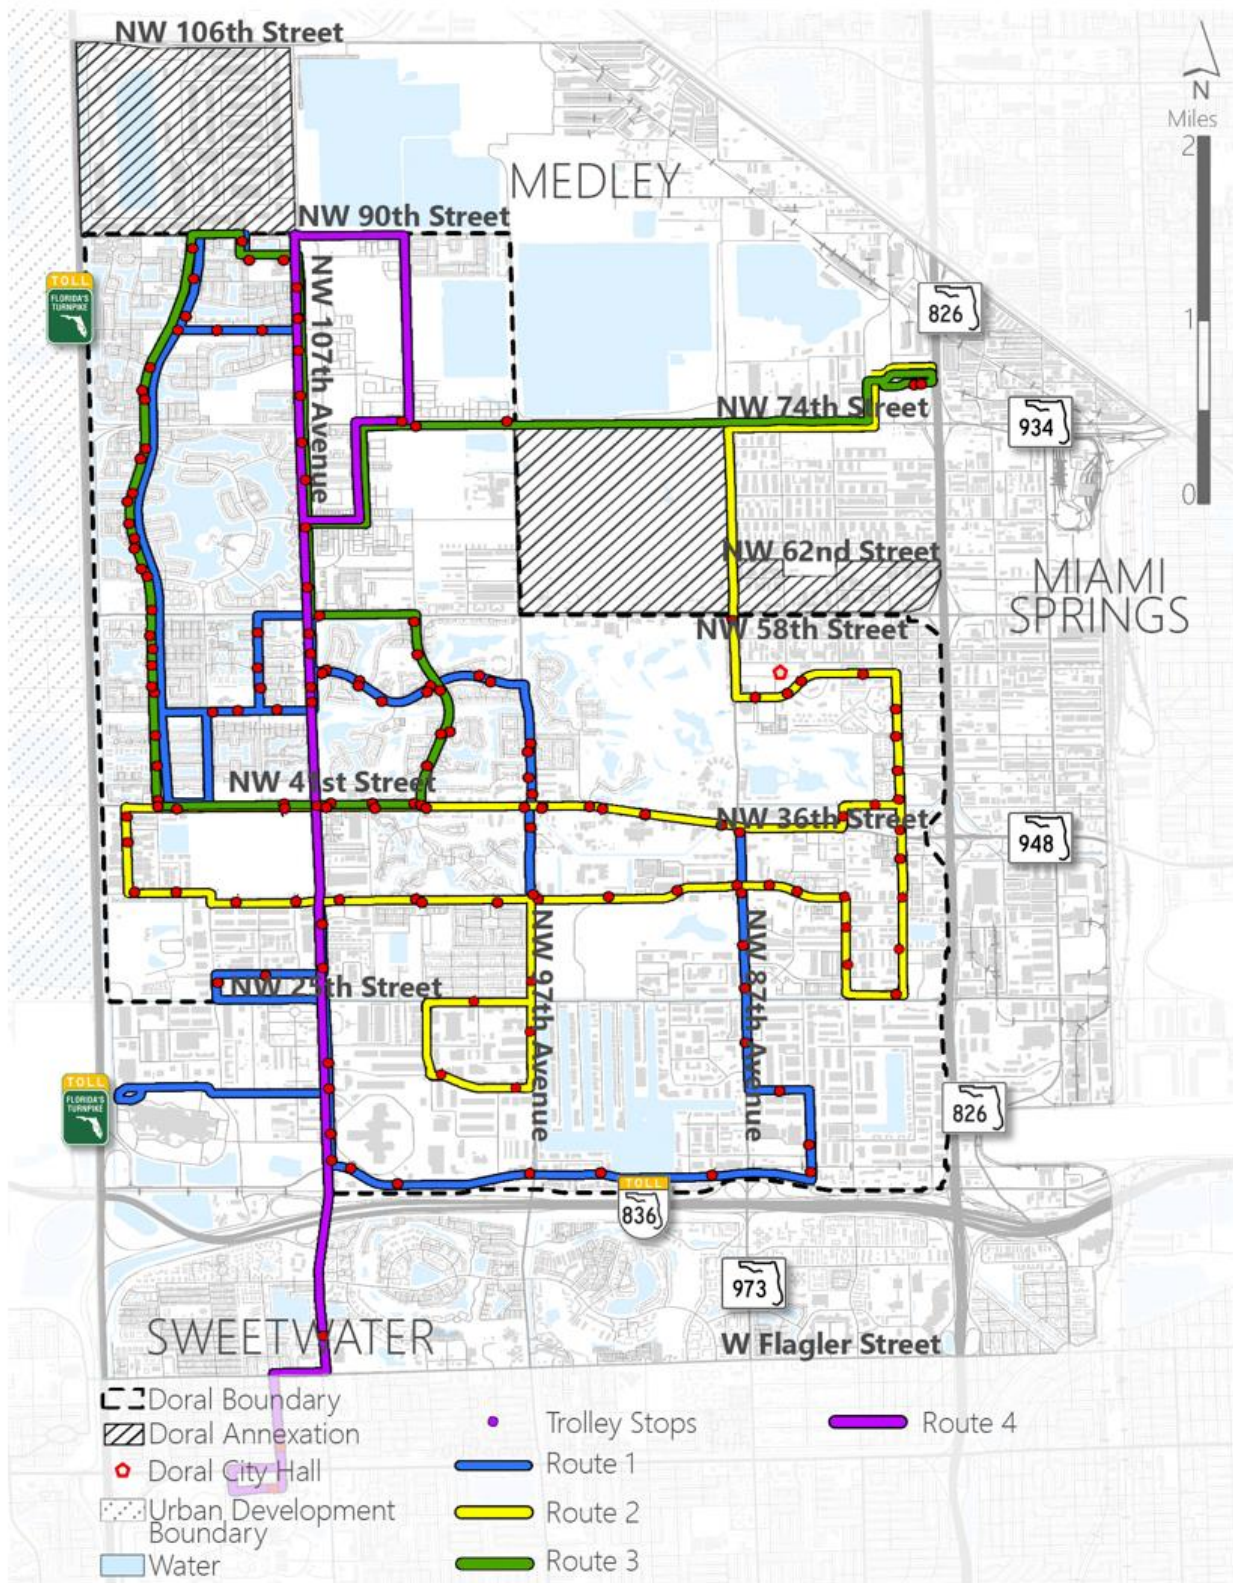 NW 106th Street
N
Miles
2
MEDLEY
NW 90th Street
TOLL
FLORIDA'S
TURNPIKE
NW 107th Avenue
826
1
NW 74th Street
934
0
NW 62nd Street
MIAMI
SPRINGS
NW 58th Street
NW 41st Street
NW 36th Street
948
NW 97th Avenue
NW 87th Avenue
NW 25th Street
TOLL
FLORIDA'S
TURNPIKE
826
TOLL
836
973
SWEETWATER
W Flagler Street
Doral Boundary
Doral Annexation
Doral City Hall
Urban Development
Boundary
Water
Trolley Stops
Route 1
Route 2
Route 3
Route 4